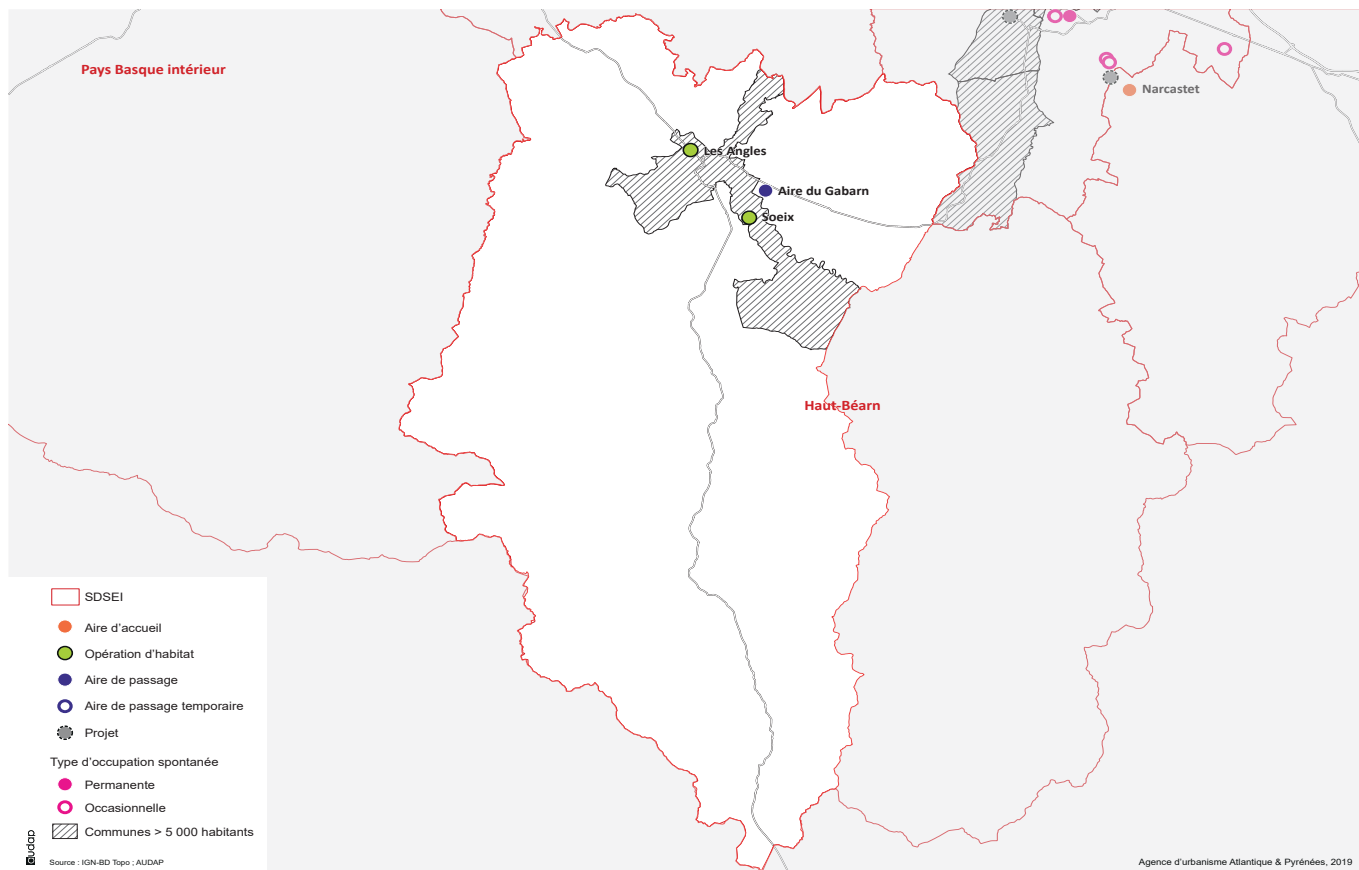 Pays Basque intérieur
Narcastet
Les Angles
Aire du Gabarn
Soeix
Haut-Béarn
SDSEI
Aire d'accueil
Opération d'habitat
Aire de passage
Aire de passage temporaire
Projet
Type d'occupation spontanée
Permanente
Occasionnelle
Communes > 5 000 habitants
audap
Source : IGN-BD Topo ; AUDAP
Agence d'urbanisme Atlantique & Pyrénées, 2019